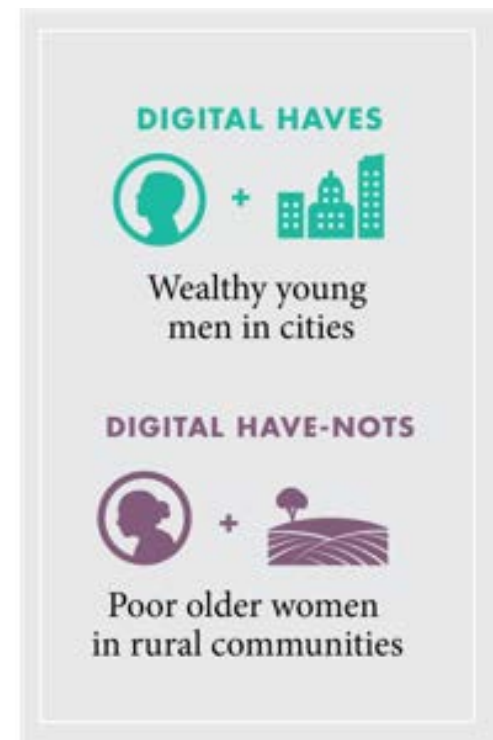 DIGITAL HAVES
+
Wealthy young
men in cities
DIGITAL HAVE-NOTS
+
Poor older women
in rural communities